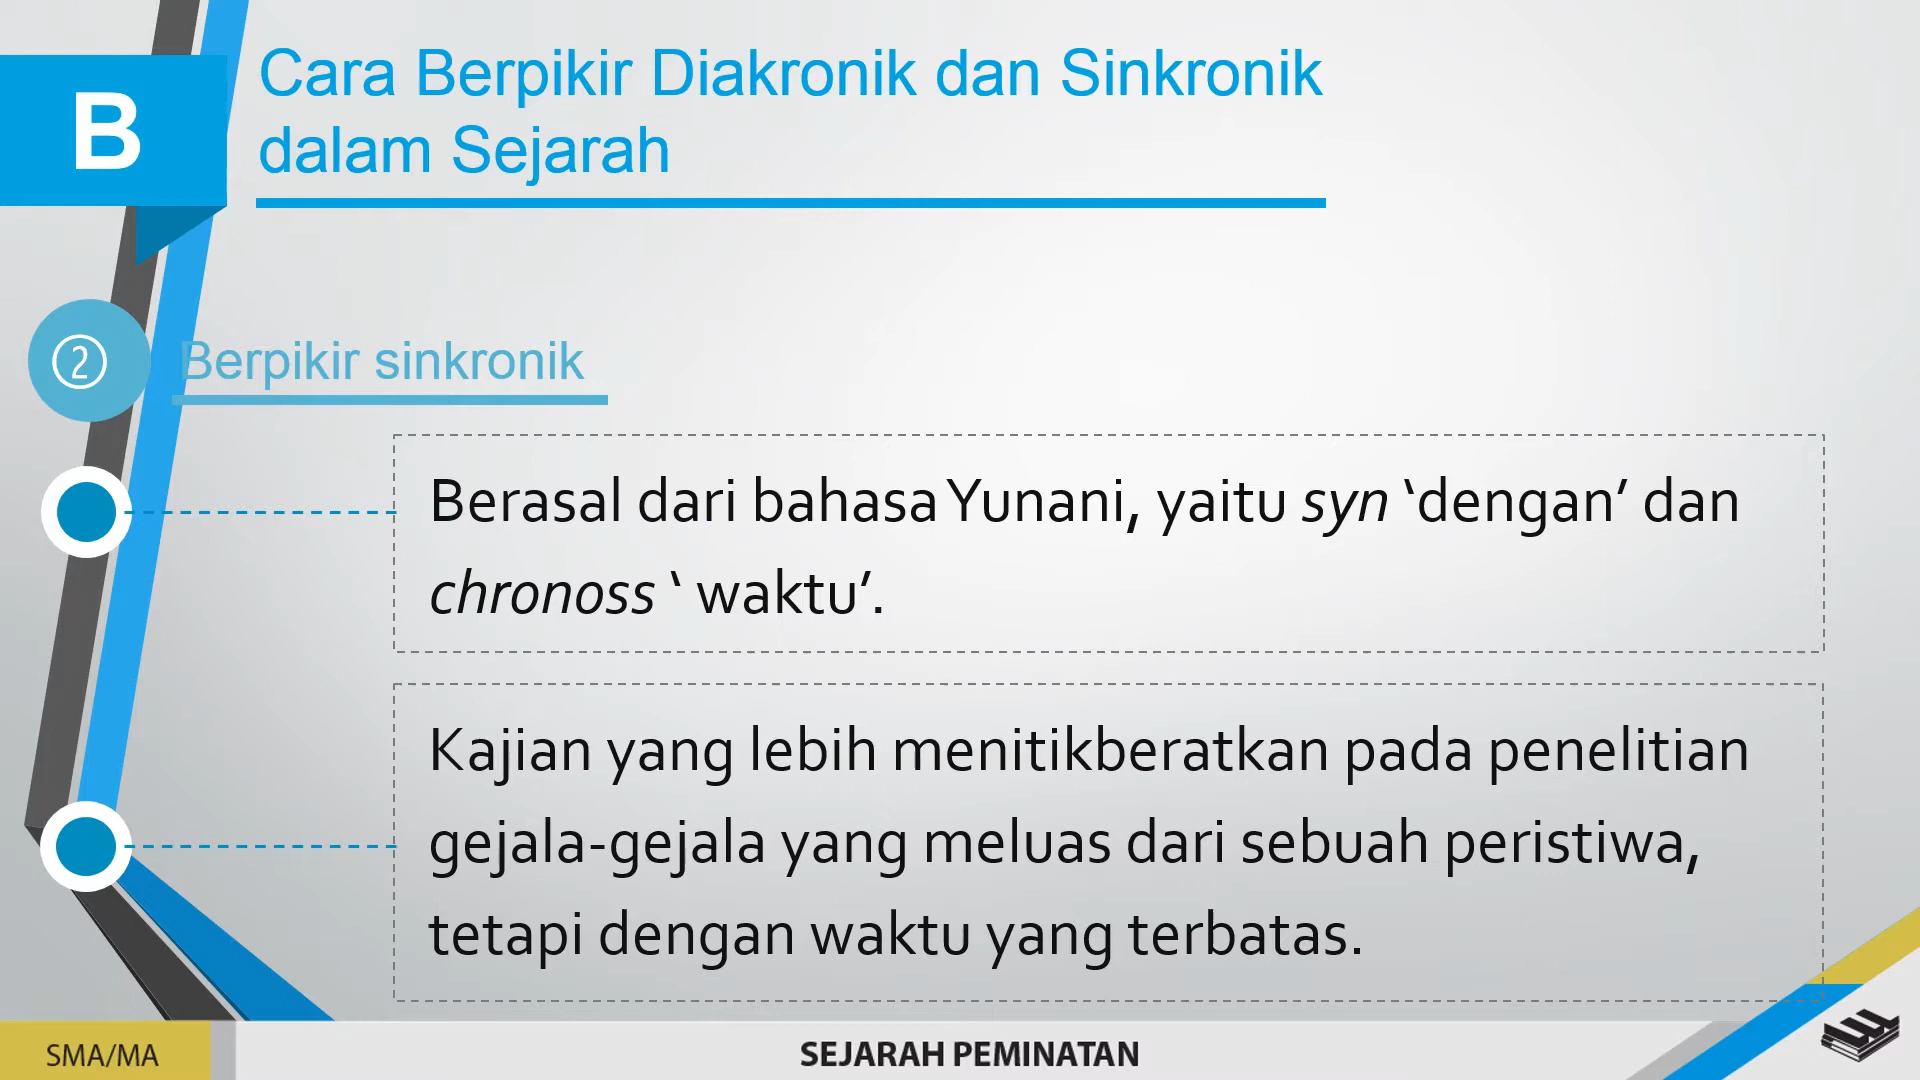 B
Cara Berpikir Diakronik dan Sinkronik
dalam Sejarah
② Berpikir sinkronik
Berasal dari bahasa Yunani, yaitu syn ‘dengan’ dan
chronoss ‘ waktu’.
Kajian yang lebih menitikberatkan pada penelitian
gejala-gejala yang meluas dari sebuah peristiwa,
tetapi dengan waktu yang terbatas.
SMA/MA
SEJARAH PEMINATAN